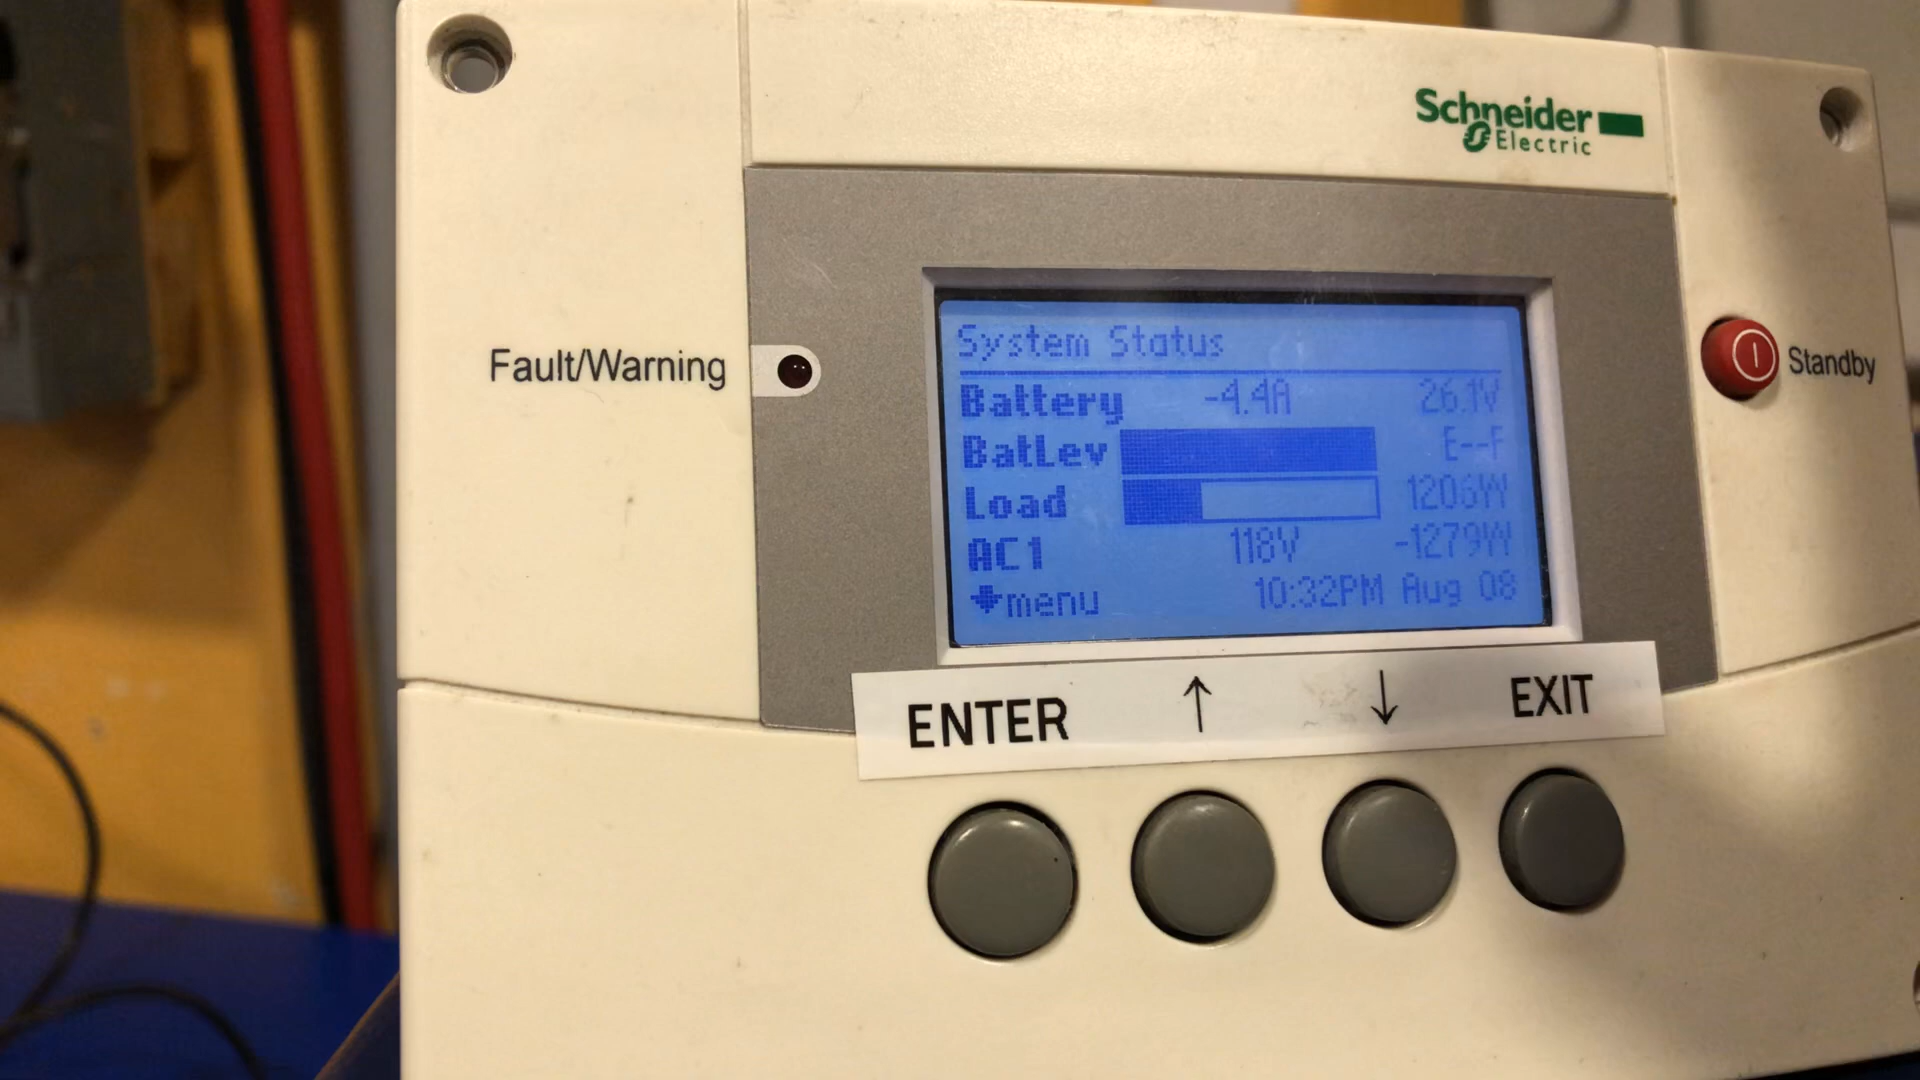 Schneider
Electric
Fault/Warning
Standby
System Status
Battery -4.4A 26.1V
BatLev E--F
Load 1206W
AC1 118V -1279W
menu 10:32PM Aug 08
ENTER ↑ ↓ EXIT